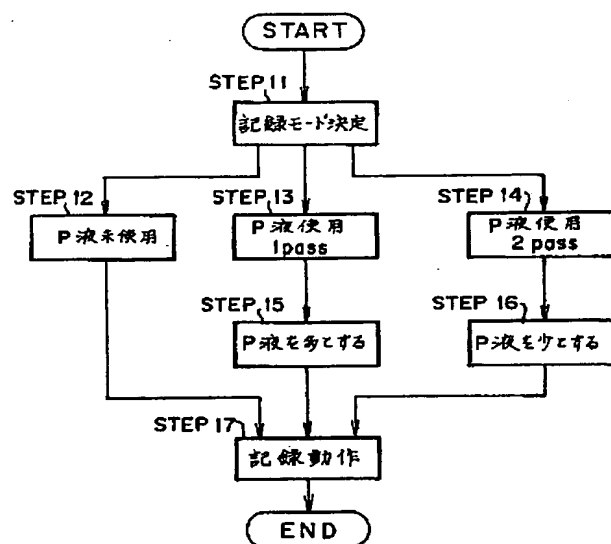 START
STEP 11
記録モード決定
STEP 12
P液未使用
STEP 13
P液使用
1pass
STEP 14
P液使用
2pass
STEP 15
P液を多とする
STEP 16
P液を少とする
STEP 17
記録動作
END